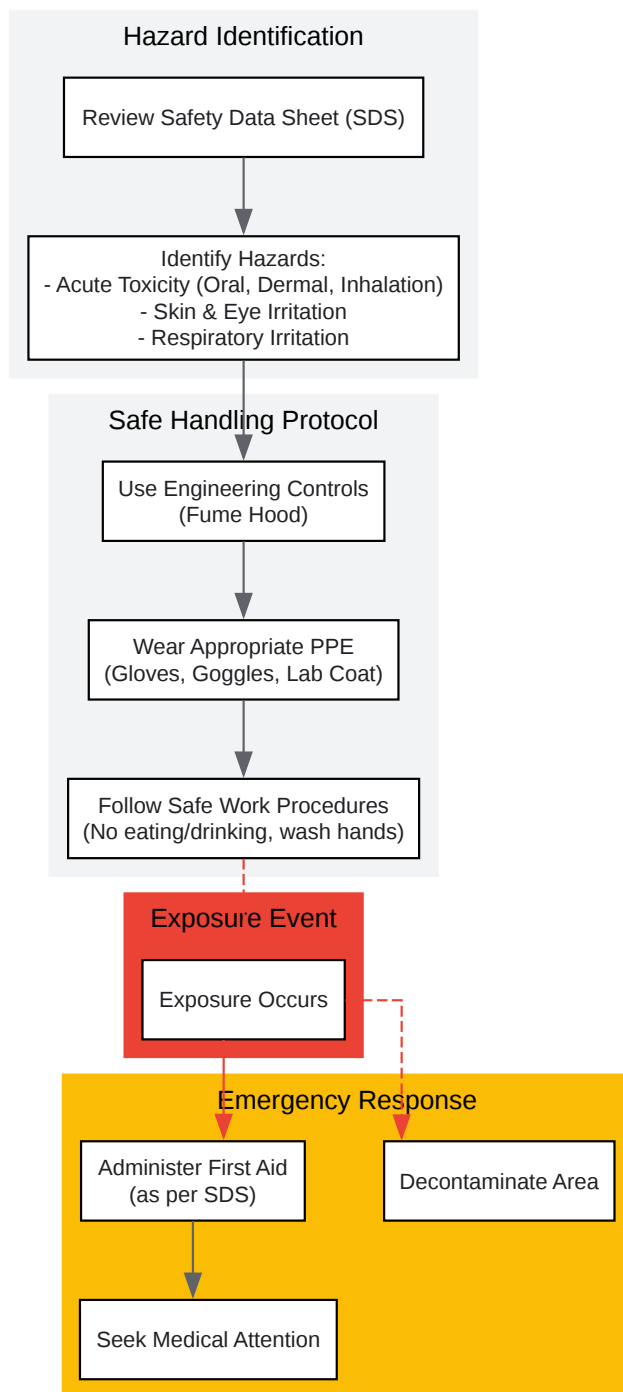 Hazard Identification
Review Safety Data Sheet (SDS)
Identify Hazards:
- Acute Toxicity (Oral, Dermal, Inhalation)
- Skin & Eye Irritation
- Respiratory Irritation
Safe Handling Protocol
Use Engineering Controls
(Fume Hood)
Wear Appropriate PPE
(Gloves, Goggles, Lab Coat)
Follow Safe Work Procedures
(No eating/drinking, wash hands)
Exposure Event
Exposure Occurs
Emergency Response
Administer First Aid
(as per SDS)
Decontaminate Area
Seek Medical Attention